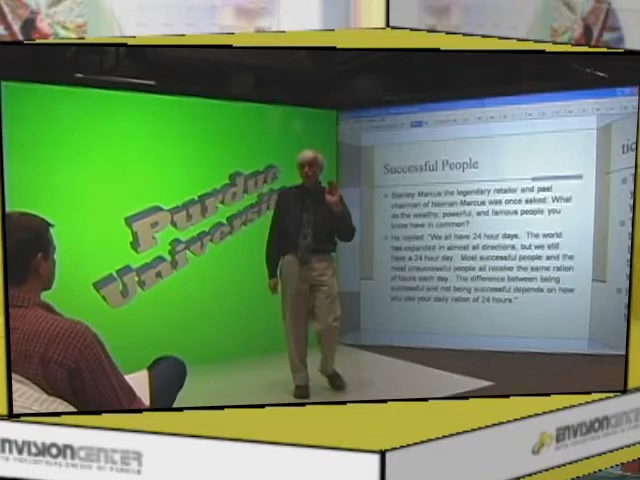 Purdue
University
Successful People
tic
Stanley Marcus the legendary retailer and past
chairman of Neiman-Marcus was once asked: What
do the wealthy, powerful, and famous people you
know have in common?
He replied "We all have 24 hour days. The world
has expanded in almost all directions, but we still
have a 24 hour day. Most successful people and the
most unsuccessful people all receive the same ration
of hours each day. The difference between being
successful and not being successful depends on how
you use your daily ration of 24 hours."
NVISIONCENTER
ENVISIONCENTE